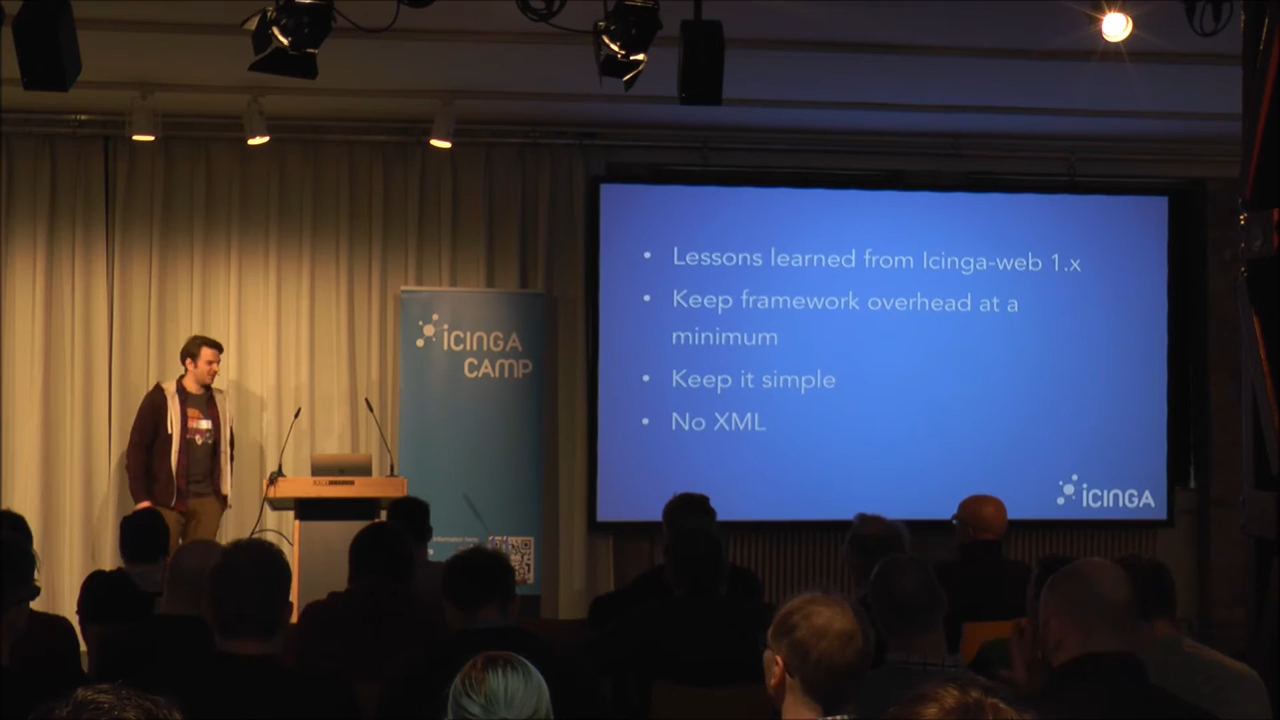 ICINGA
CAMP
• Lessons learned from Icinga-web 1.x
• Keep framework overhead at a
minimum
• Keep it simple
• No XML
ICINGA